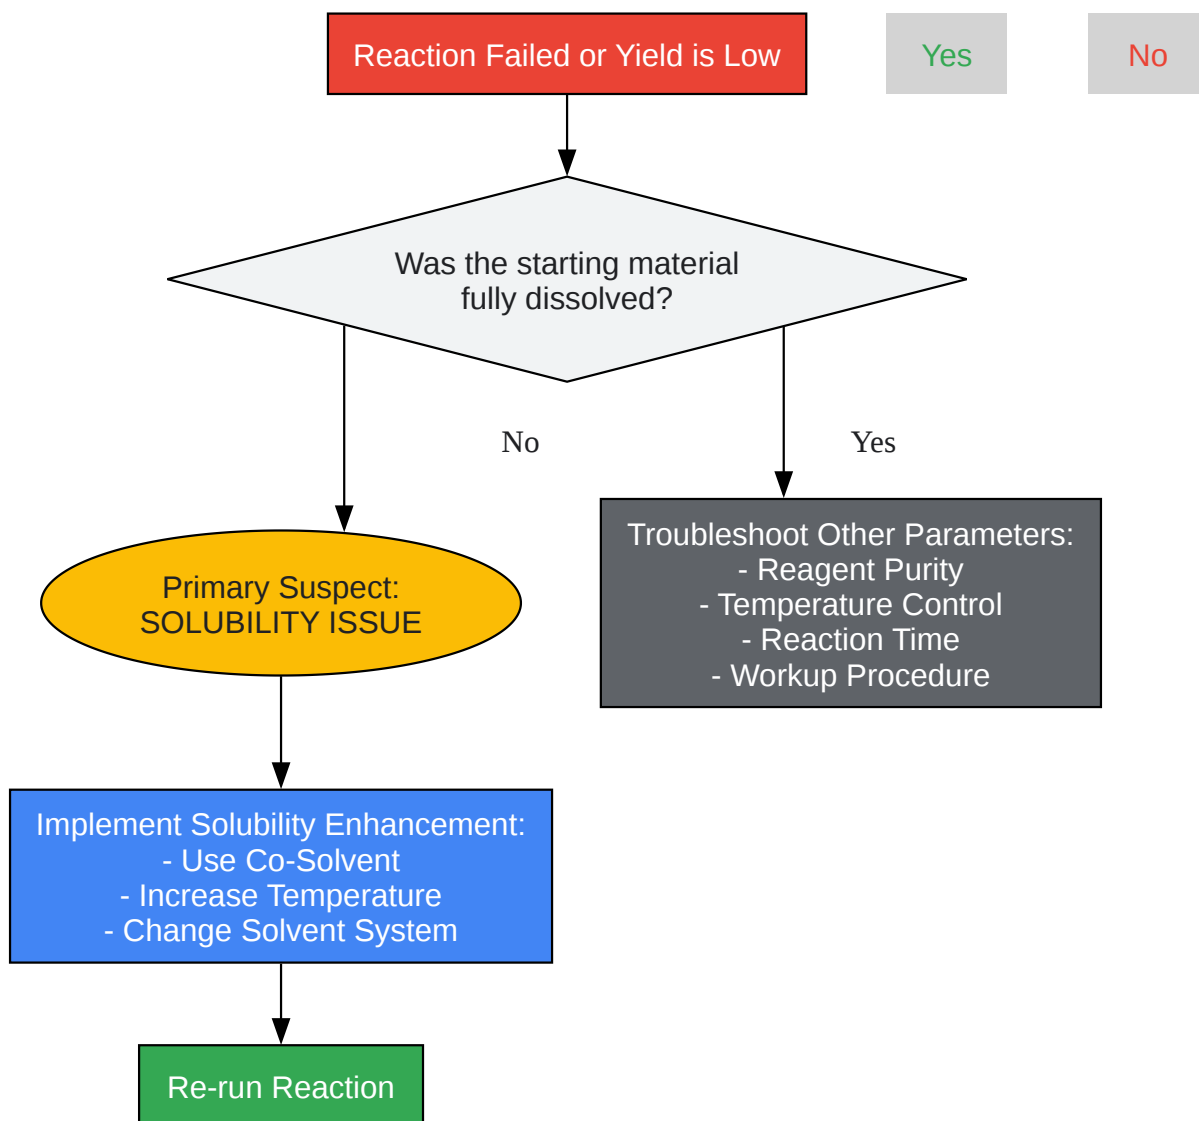 Reaction Failed or Yield is Low
Yes
No
Was the starting material
fully dissolved?
No
Yes
Primary Suspect:
SOLUBILITY ISSUE
Troubleshoot Other Parameters:
- Reagent Purity
- Temperature Control
- Reaction Time
- Workup Procedure
Implement Solubility Enhancement:
- Use Co-Solvent
- Increase Temperature
- Change Solvent System
Re-run Reaction